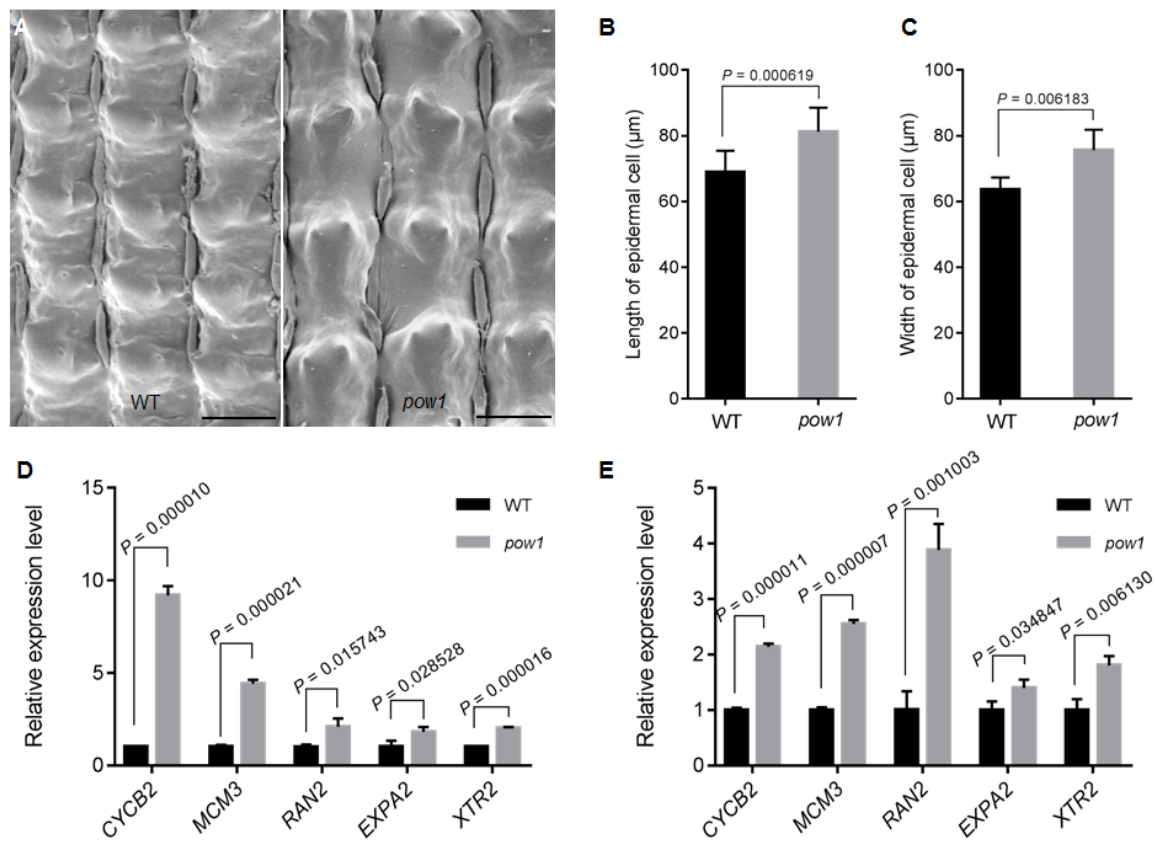 A
WT
pow1
B
Length of epidermal cell (µm)
100
80
60
40
20
0
P = 0.000619
WT
pow1
C
Width of epidermal cell (µm)
100
80
60
40
20
0
P = 0.006183
WT
pow1
D
Relative expression level
15
10
5
0
P = 0.000010
P = 0.000021
P = 0.015743
P = 0.028528
P = 0.000016
WT
pow1
CYCB2
MCM3
RAN2
EXPA2
XTR2
E
Relative expression level
5
4
3
2
1
0
P = 0.000011
P = 0.000007
P = 0.001003
P = 0.034847
P = 0.006130
WT
pow1
CYCB2
MCM3
RAN2
EXPA2
XTR2